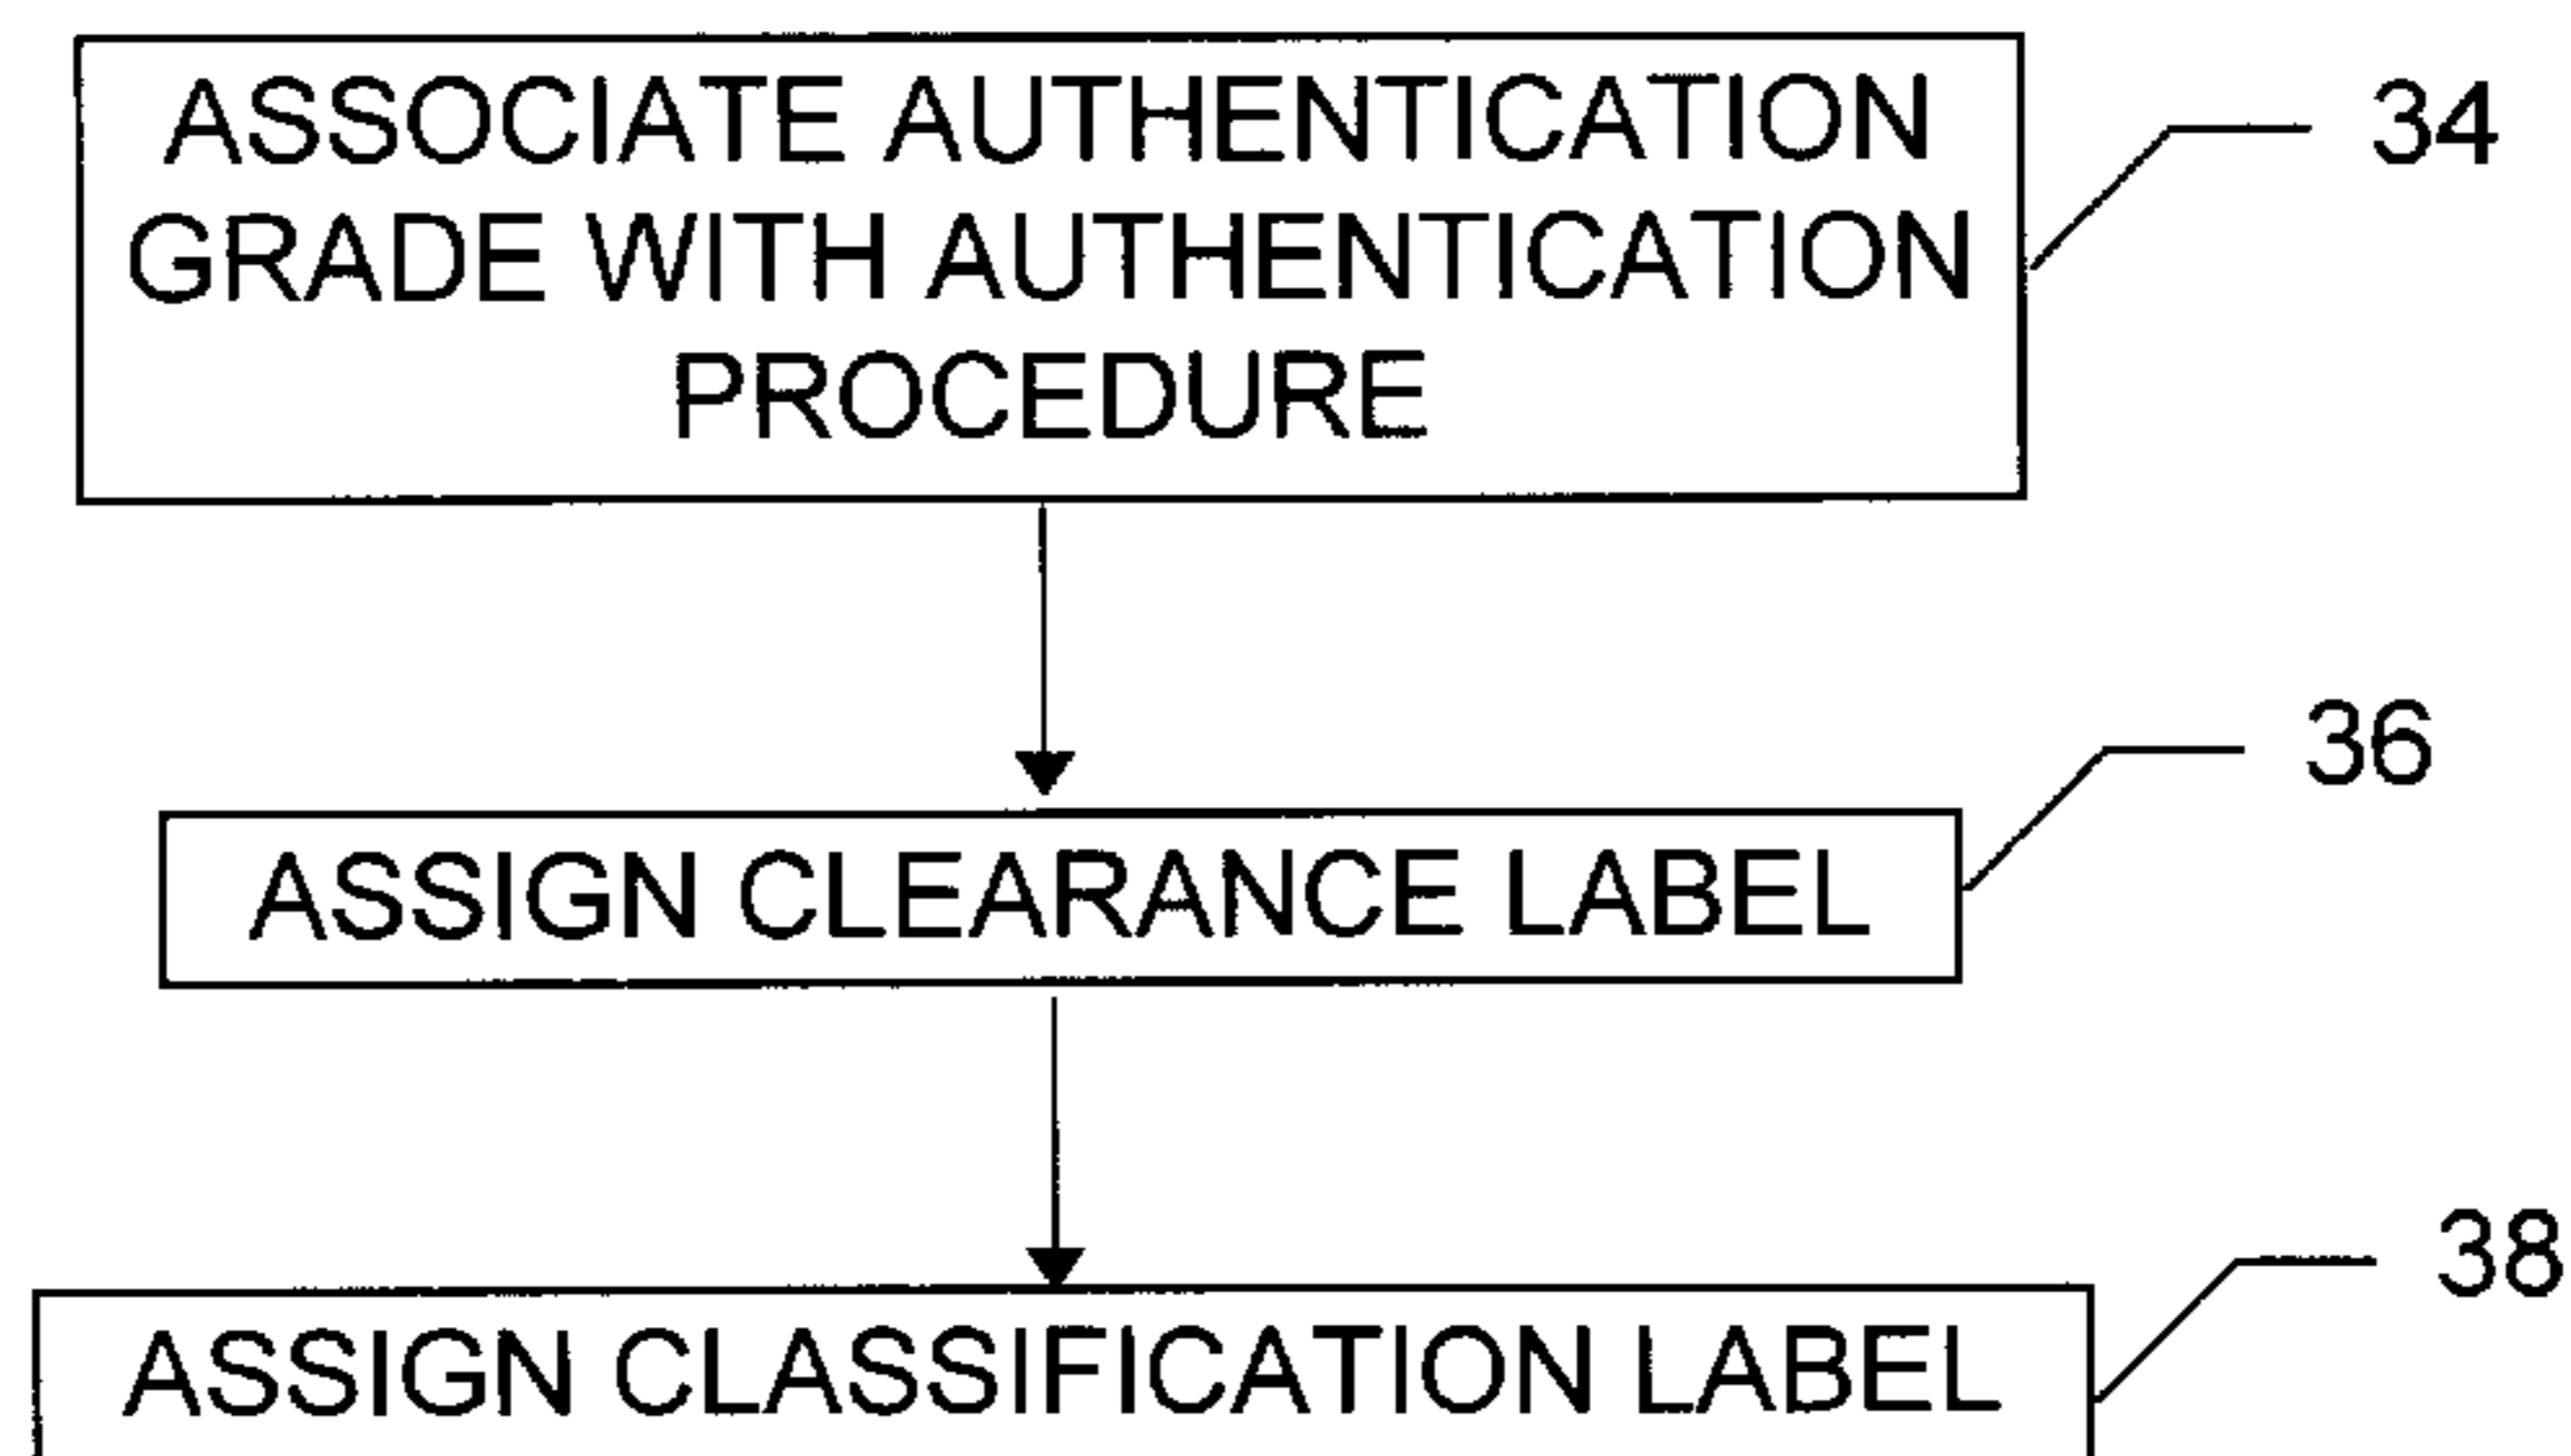 ASSOCIATE AUTHENTICATION
GRADE WITH AUTHENTICATION
PROCEDURE
34
36
ASSIGN CLEARANCE LABEL
38
ASSIGN CLASSIFICATION LABEL